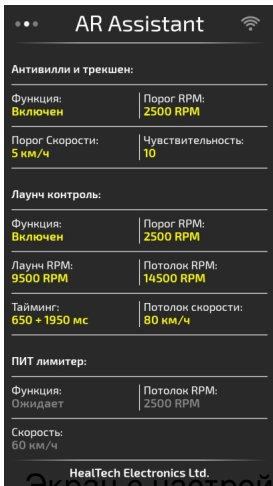 AR Assistant
Антивилли и трекшен:
Функция: Порог RPM:
Включен 2500 RPM
Порог Скорости: Чувствительность:
5 км/ч 10
Лаунч контроль:
Функция: Порог RPM:
Включен 2500 RPM
Лаунч RPM: Потолок RPM:
9500 RPM 14500 RPM
Тайминг: Потолок скорости:
650 + 1950 мс 80 км/ч
ПИТ лимитер:
Функция: Потолок RPM:
Ожидает 2500 RPM
Скорость:
60 км/ч
HealTech Electronics Ltd.